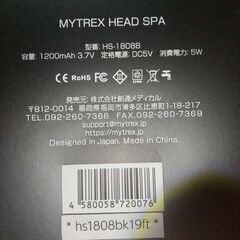 MYTREX HEAD SPA
型番: HS-1808B
容量: 1200mAh 3.7V 定格電源: DC5V 消費電力: 5W
CE RoHS FC
発売元: 株式会社創通メディカル
〒812-0014 福岡県福岡市博多区比恵町1-18-217
TEL.092-260-7366 FAX.092-260-7369
support@mytrex.jp
https://mytrex.jp
Designed in Japan. Made in China.
4 580058 720076
*hs1808bk19ft*